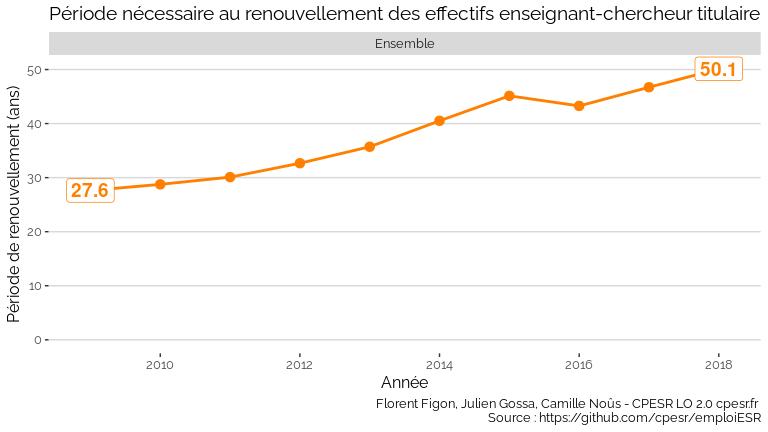 Période nécessaire au renouvellement des effectifs enseignant-chercheur titulaire
Ensemble
Période de renouvellement (ans)
50
40
30
20
10
0
27.6
50.1
2010
2012
2014
2016
2018
Année
Florent Figon, Julien Gossa, Camille Noûs - CPESR LO 2.0 cpesr.fr
Source : https://github.com/cpesr/emploiESR